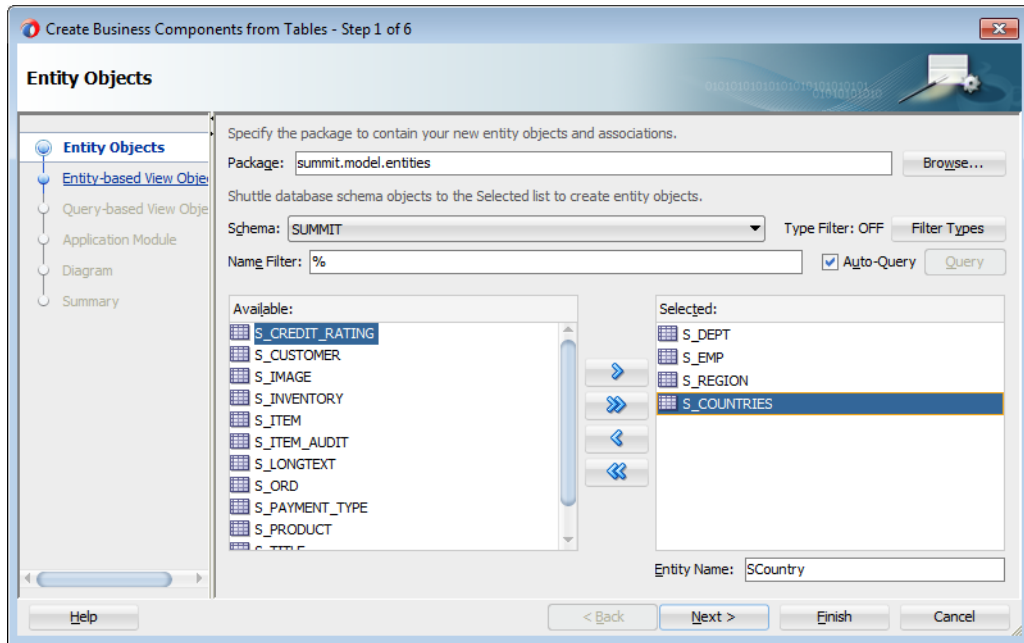 Create Business Components from Tables - Step 1 of 6
Entity Objects
Entity Objects
Entity-based View Obje
Query-based View Obje
Application Module
Diagram
Summary
Specify the package to contain your new entity objects and associations.
Package: summit.model.entities Browse...
Shuttle database schema objects to the Selected list to create entity objects.
Schema: SUMMIT Type Filter: OFF Filter Types
Name Filter: % Auto-Query Query
Available:
S_CREDIT_RATING
S_CUSTOMER
S_IMAGE
S_INVENTORY
S_ITEM
S_ITEM_AUDIT
S_LONGTEXT
S_ORD
S_PAYMENT_TYPE
S_PRODUCT
S_TITLE
Selected:
S_DEPT
S_EMP
S_REGION
S_COUNTRIES
Entity Name: SCountry
Help < Back Next > Finish Cancel